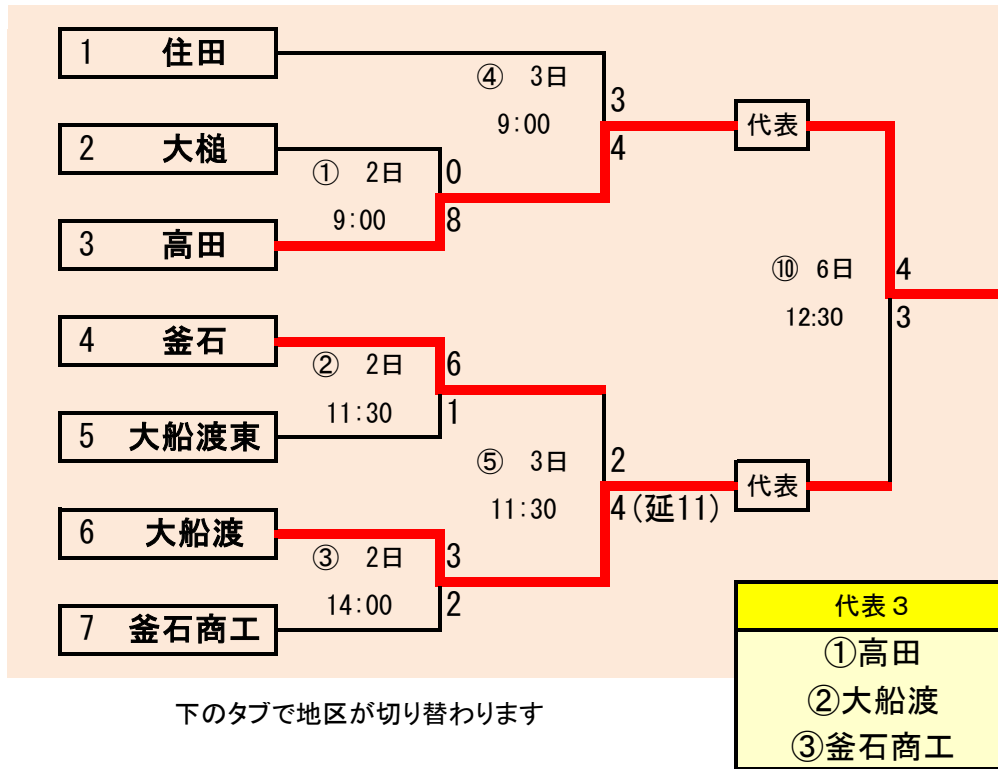 1 住田
④ 3日
9:00
3
4
代表
2 大槌
① 2日
9:00
0
8
3 高田
⑩ 6日
12:30
4
3
4 釜石
② 2日
11:30
6
1
5 大船渡東
⑤ 3日
11:30
2
4(延11)
代表
6 大船渡
③ 2日
14:00
3
2
7 釜石商工
代表3
①高田
②大船渡
③釜石商工
下のタブで地区が切り替わります